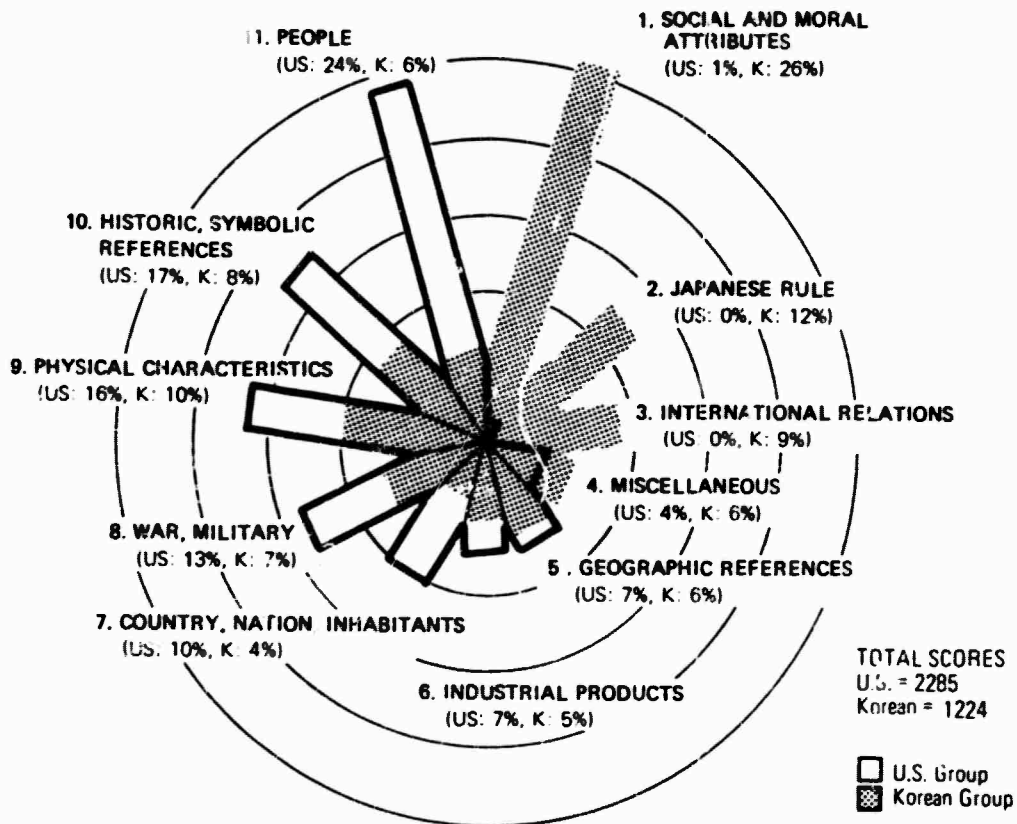 1. SOCIAL AND MORAL
ATTRIBUTES
(US: 1%, K: 26%)
2. JAPANESE RULE
(US: 0%, K: 12%)
3. INTERNATIONAL RELATIONS
(US: 0%, K: 9%)
4. MISCELLANEOUS
(US: 4%, K: 6%)
5. GEOGRAPHIC REFERENCES
(US: 7%, K: 6%)
6. INDUSTRIAL PRODUCTS
(US: 7%, K: 5%)
7. COUNTRY, NATION, INHABITANTS
(US: 10%, K: 4%)
8. WAR, MILITARY
(US: 13%, K: 7%)
9. PHYSICAL CHARACTERISTICS
(US: 16%, K: 10%)
10. HISTORIC, SYMBOLIC
REFERENCES
(US: 17%, K: 8%)
11. PEOPLE
(US: 24%, K: 6%)
TOTAL SCORES
U.S. = 2285
Korean = 1224
U.S. Group
Korean Group